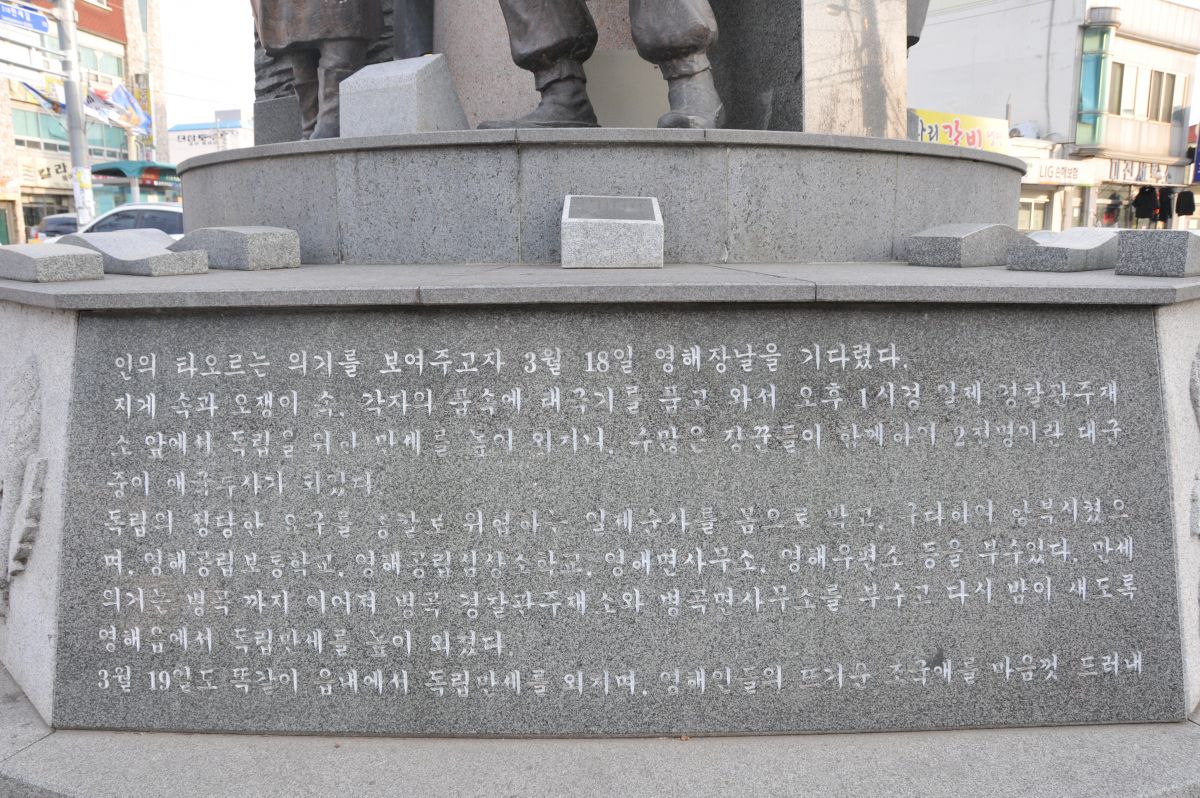 LIG손해보험
갈비
인의 타오르는 의기를 보여주고자 3월 18일 영해장날을 기다렸다.
지게 속과 오쟁이 속, 각자의 품속에 태극기를 품고 와서 오후 1시경 일제 경찰관주재
소 앞에서 독립을 위한 만세를 높이 외치니, 수많은 장꾼들이 함께하여 2천명이란 대군
중이 애국투사가 되었다
독립의 정당한 요구를 총칼로 위협하는 일제순사를 몸으로 막고, 구타하여 항복시켰으
며, 영해공립보통학교, 영해공립심상소학교, 영해면사무소, 영해우편소 등을 부수었다. 만세
의기는 병곡 까지 이어져 병곡 경찰관주재소와 병곡면사무소를 부수고 다시 밤이 새도록
영해읍에서 독립만세를 높이 외쳤다.
3월 19일도 똑같이 읍내에서 독립만세를 외치며, 영해인들의 뜨거운 조국애를 마음껏 드러내